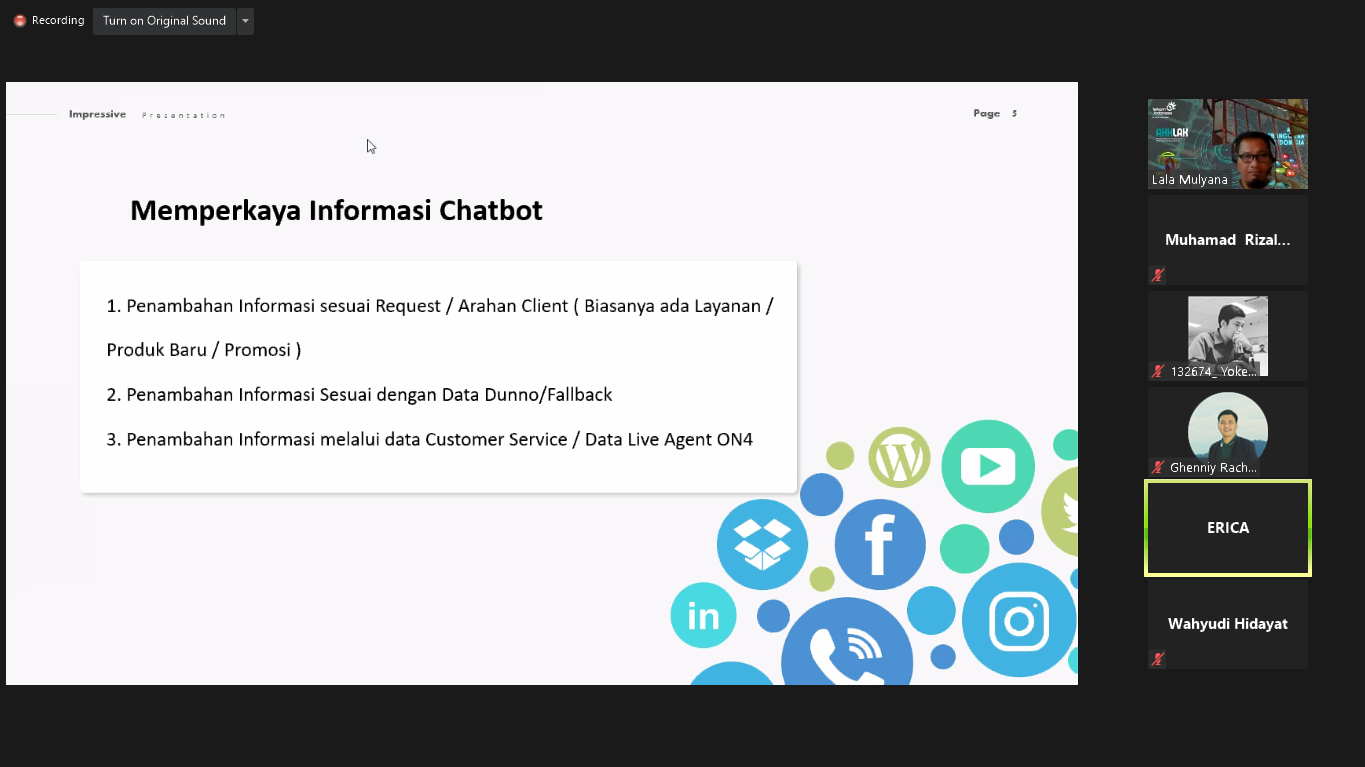 Recording
Turn on Original Sound
Impressive Presentation
Page 5
Memperkaya Informasi Chatbot
1. Penambahan Informasi sesuai Request / Arahan Client ( Biasanya ada Layanan /
Produk Baru / Promosi )
2. Penambahan Informasi Sesuai dengan Data Dunno/Fallback
3. Penambahan Informasi melalui data Customer Service / Data Live Agent ON4
in
AKHLAK
Lala Mulyana
Muhamad Rizal...
132674_ Yoke...
Ghenniy Rach...
ERICA
Wahyudi Hidayat